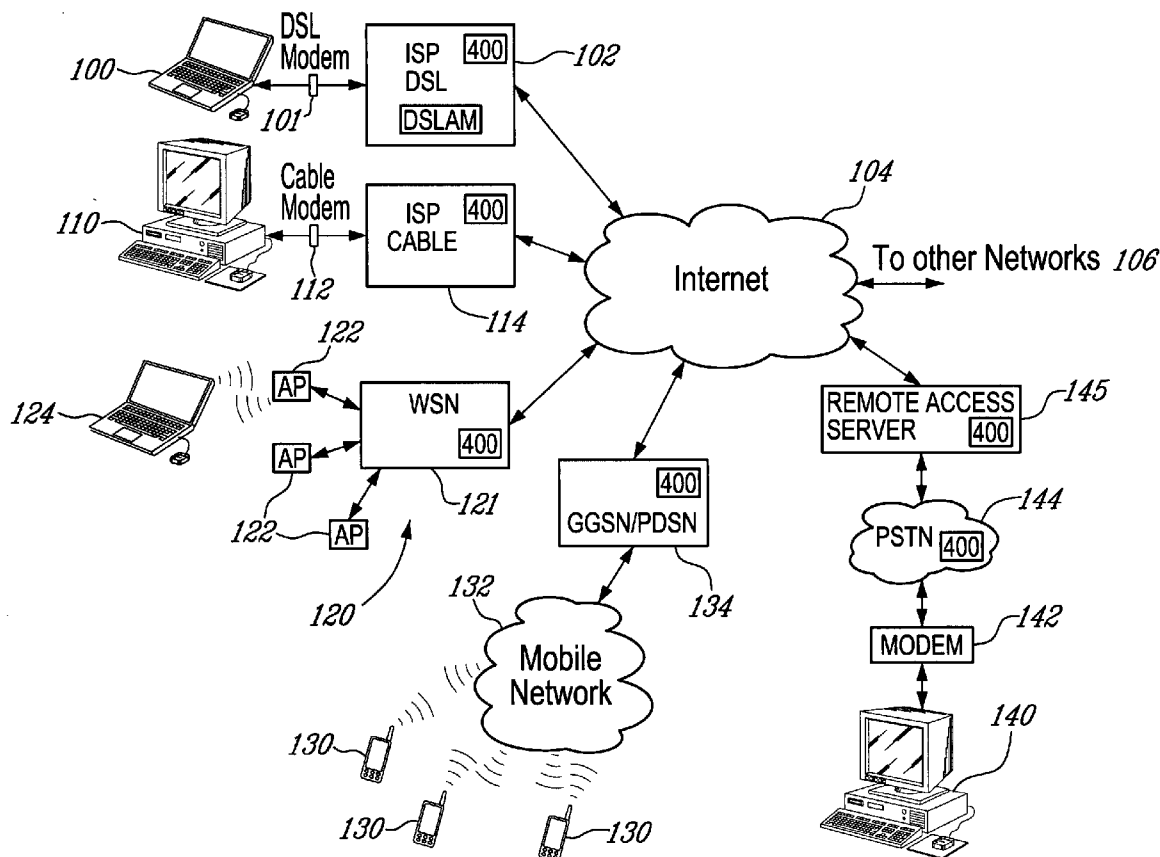 DSL
Modem
100
101
ISP 400
DSL
DSLAM
102
Cable
Modem
110
112
ISP 400
CABLE
114
104
Internet
To other Networks 106
122
AP
124
AP
122
AP
WSN
400
121
120
400
GGSN/PDSN
134
132
Mobile
Network
130
130
130
REMOTE ACCESS
SERVER 400
145
144
PSTN 400
MODEM
142
140